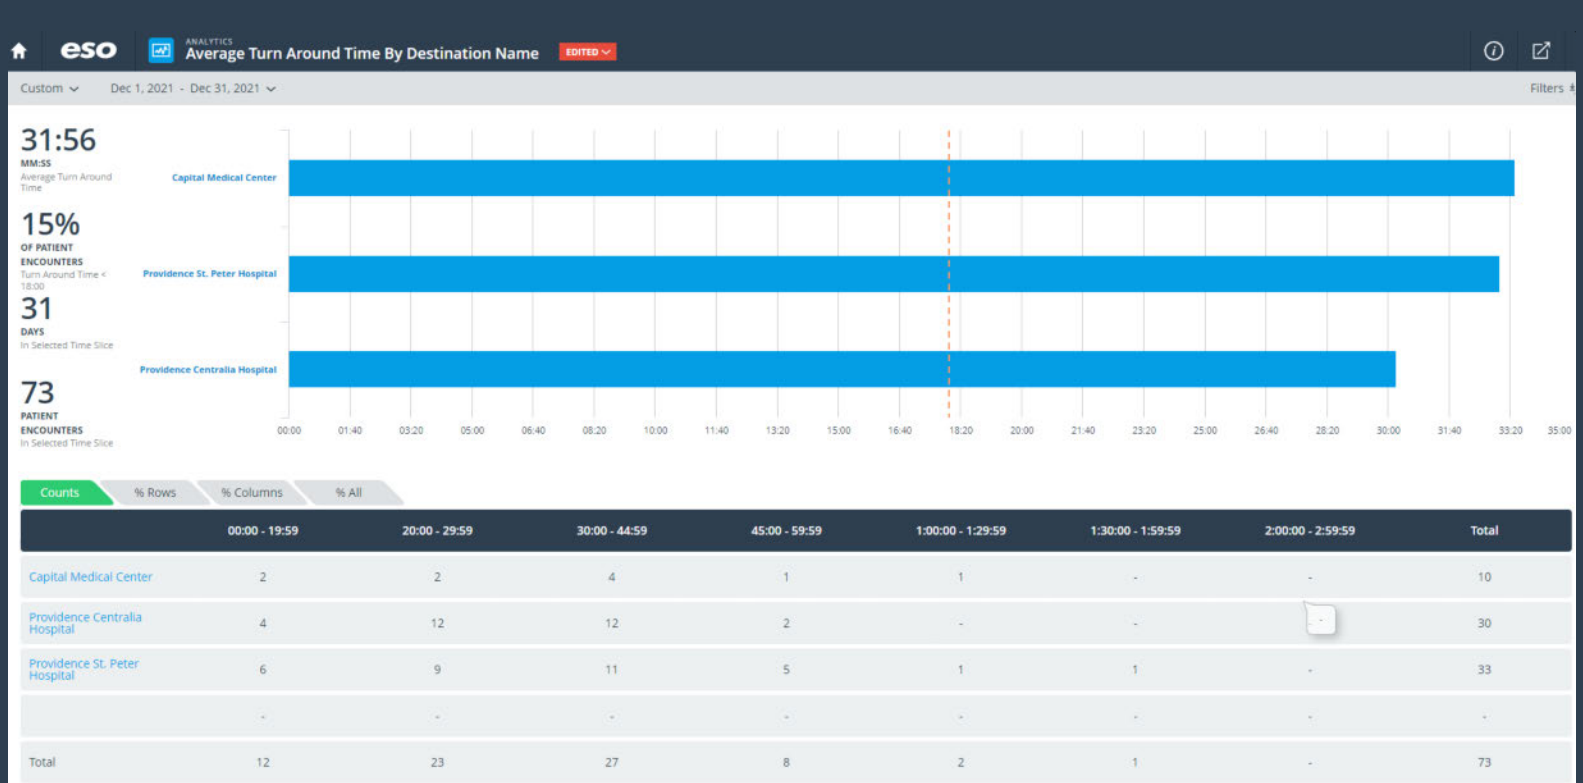 eso
ANALYTICS
Average Turn Around Time By Destination Name
EDITED
Custom
Dec 1, 2021 - Dec 31, 2021
Filters
31:56
MM:SS
Average Turn Around
Time
15%
OF PATIENT
ENCOUNTERS
Turn Around Time <
18:00
31
DAYS
In Selected Time Slice
73
PATIENT
ENCOUNTERS
In Selected Time Slice
Capital Medical Center
Providence St. Peter Hospital
Providence Centralia Hospital
00:00 01:40 03:20 05:00 06:40 08:20 10:00 11:40 13:20 15:00 16:40 18:20 20:00 21:40 23:20 25:00 26:40 28:20 30:00 31:40 33:20 35:00
Counts % Rows % Columns % All
00:00 - 19:59 20:00 - 29:59 30:00 - 44:59 45:00 - 59:59 1:00:00 - 1:29:59 1:30:00 - 1:59:59 2:00:00 - 2:59:59 Total
Capital Medical Center 2 2 4 1 1 - - 10
Providence Centralia
Hospital 4 12 12 2 - - - 30
Providence St. Peter
Hospital 6 9 11 5 1 1 - 33
- - - - - - - -
Total 12 23 27 8 2 1 - 73